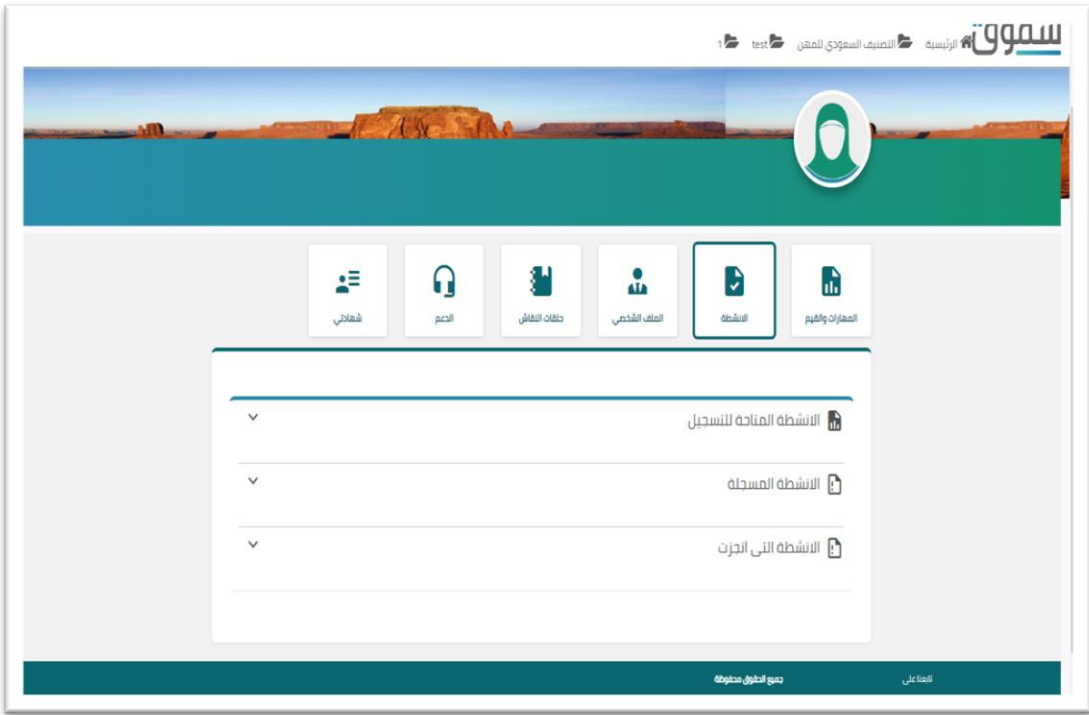 سموق
الرئيسية التصنيف السعودي للمهن test 1
المهارات والقيم
الانشطة
الملف الشخصي
حلقات النقاش
الدعم
شهادتي
الانشطة المتاحة للتسجيل
الانشطة المسجلة
الانشطة التى انجزت
تابعنا على
جميع الحقوق محفوظة